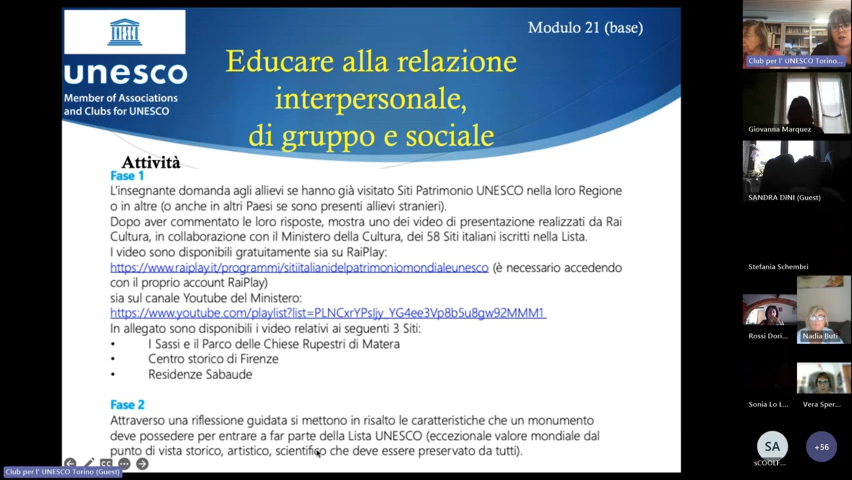 Modulo 21 (base)
unesco
Member of Associations
and Clubs for UNESCO
Educare alla relazione
interpersonale,
di gruppo e sociale
Attività
Fase 1
L'insegnante domanda agli allievi se hanno già visitato Siti Patrimonio UNESCO nella loro Regione
o in altre (o anche in altri Paesi se sono presenti allievi stranieri).
Dopo aver commentato le loro risposte, mostra uno dei video di presentazione realizzati da Rai
Cultura, in collaborazione con il Ministero della Cultura, dei 58 Siti italiani iscritti nella Lista.
I video sono disponibili gratuitamente sia su RaiPlay:
https://www.raiplay.it/programmi/sitiitalianidelpatrimoniomondialeunesco (è necessario accedendo
con il proprio account RaiPlay)
sia sul canale Youtube del Ministero:
https://www.youtube.com/playlist?list=PLNCxrYPsJjy_YG4ee3Vp8b5u8gw92MMM1
In allegato sono disponibili i video relativi ai seguenti 3 Siti:
• I Sassi e il Parco delle Chiese Rupestri di Matera
• Centro storico di Firenze
• Residenze Sabaude
Fase 2
Attraverso una riflessione guidata si mettono in risalto le caratteristiche che un monumento
deve possedere per entrare a far parte della Lista UNESCO (eccezionale valore mondiale dal
punto di vista storico, artistico, scientifico che deve essere preservato da tutti).
Club per l' UNESCO Torino (Guest)
Club per l' UNESCO Torino...
Giovanna Marquez
SANDRA DINI (Guest)
Stefania Schembri
Rossi Dori...
Nadia Buti
Sonia Lo L...
Vera Sper...
SA
sCOOLF...
+56